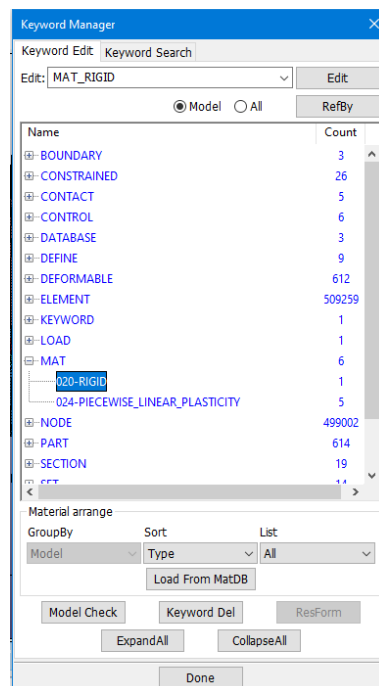 Keyword Manager
Keyword Edit Keyword Search
Edit: MAT_RIGID Edit
Model All RefBy
Name Count
BOUNDARY 3
CONSTRAINED 26
CONTACT 5
CONTROL 6
DATABASE 3
DEFINE 9
DEFORMABLE 612
ELEMENT 509259
KEYWORD 1
LOAD 1
MAT 6
020-RIGID 1
024-PIECEWISE_LINEAR_PLASTICITY 5
NODE 499002
PART 614
SECTION 19
SET 14
Material arrange
GroupBy Sort List
Model Type All
Load From MatDB
Model Check Keyword Del ResForm
ExpandAll CollapseAll
Done